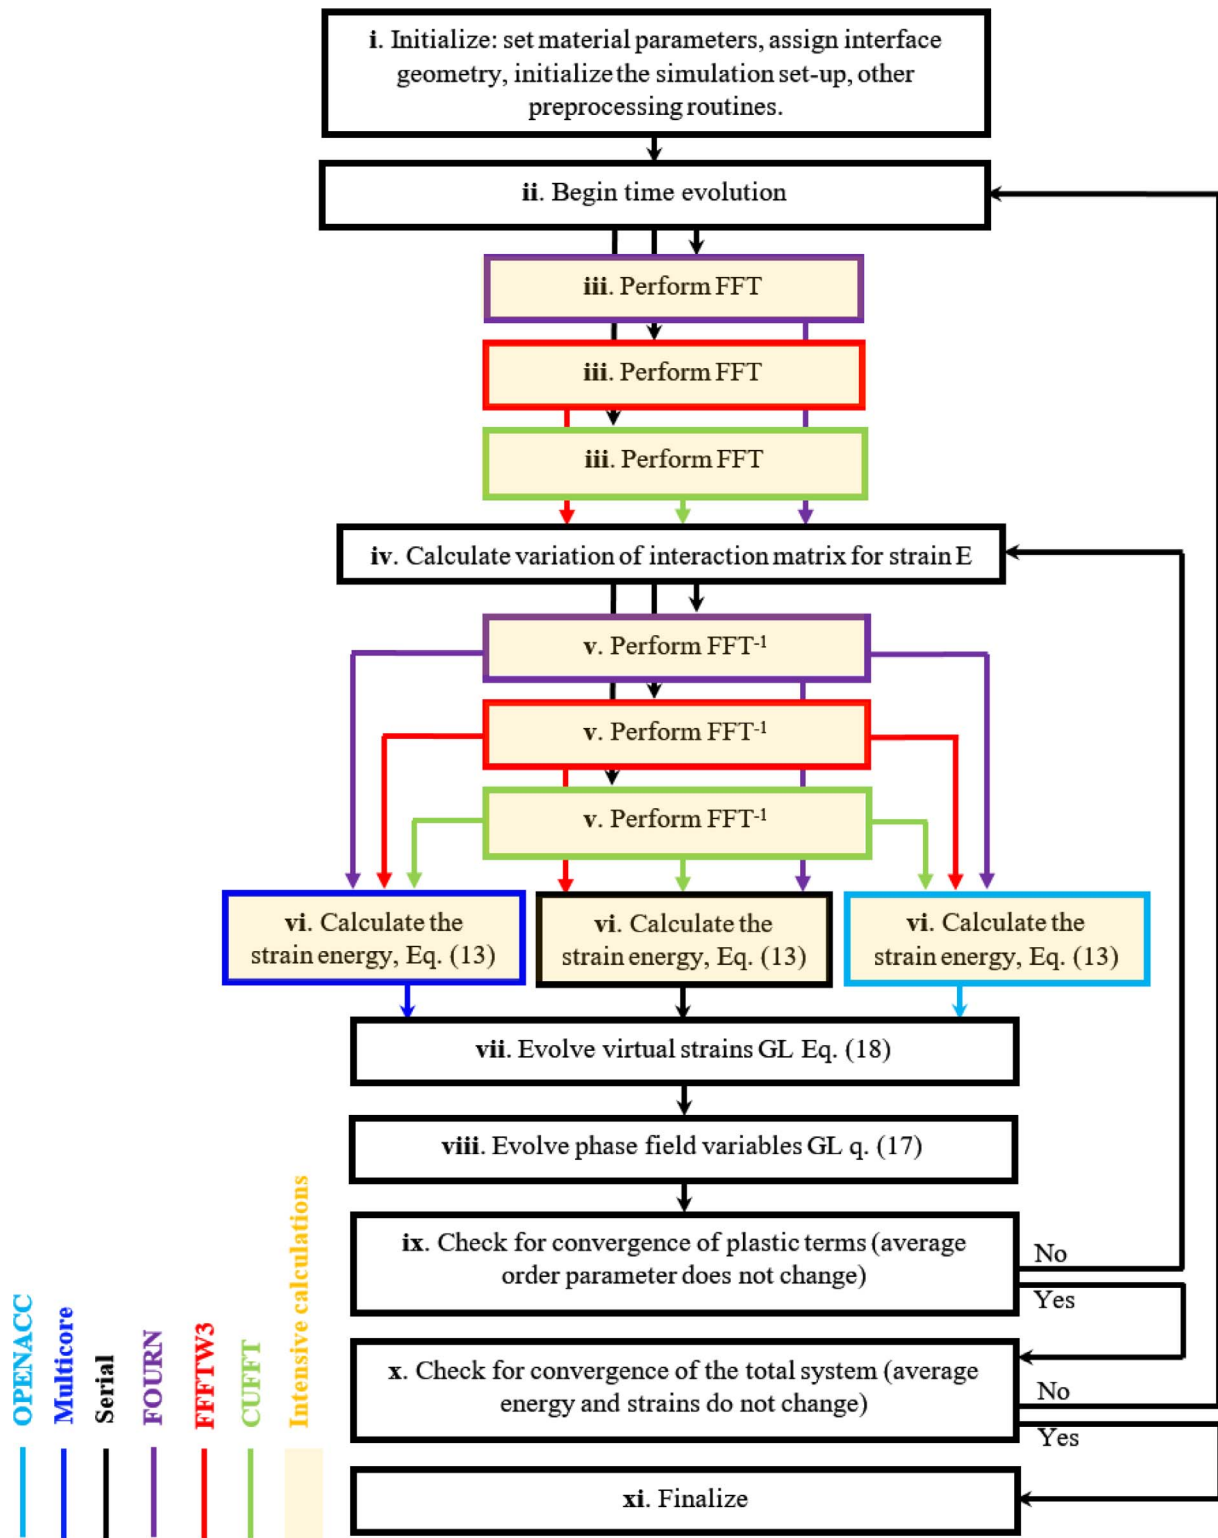 i. Initialize: set material parameters, assign interface
geometry, initialize the simulation set-up, other
preprocessing routines.
ii. Begin time evolution
iii. Perform FFT
iii. Perform FFT
iii. Perform FFT
iv. Calculate variation of interaction matrix for strain E
v. Perform FFT-1
v. Perform FFT-1
v. Perform FFT-1
vi. Calculate the
strain energy, Eq. (13)
vi. Calculate the
strain energy, Eq. (13)
vi. Calculate the
strain energy, Eq. (13)
vii. Evolve virtual strains GL Eq. (18)
viii. Evolve phase field variables GL q. (17)
ix. Check for convergence of plastic terms (average
order parameter does not change)
No
Yes
x. Check for convergence of the total system (average
energy and strains do not change)
No
Yes
xi. Finalize
OPENACC
Multicore
Serial
FOURN
FFFTW3
CUFFT
Intensive calculations